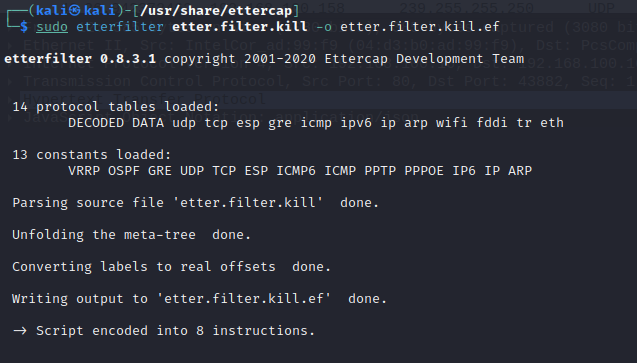 ┌──(kali㉿kali)-[/usr/share/ettercap]
└─$ sudo etterfilter etter.filter.kill -o etter.filter.kill.ef
etterfilter 0.8.3.1 copyright 2001-2020 Ettercap Development Team
14 protocol tables loaded:
DECODED DATA udp tcp esp gre icmp ipv6 ip arp wifi fddi tr eth
13 constants loaded:
VRRP OSPF GRE UDP TCP ESP ICMP6 ICMP PPTP PPPOE IP6 IP ARP
Parsing source file 'etter.filter.kill' done.
Unfolding the meta-tree done.
Converting labels to real offsets done.
Writing output to 'etter.filter.kill.ef' done.
→ Script encoded into 8 instructions.